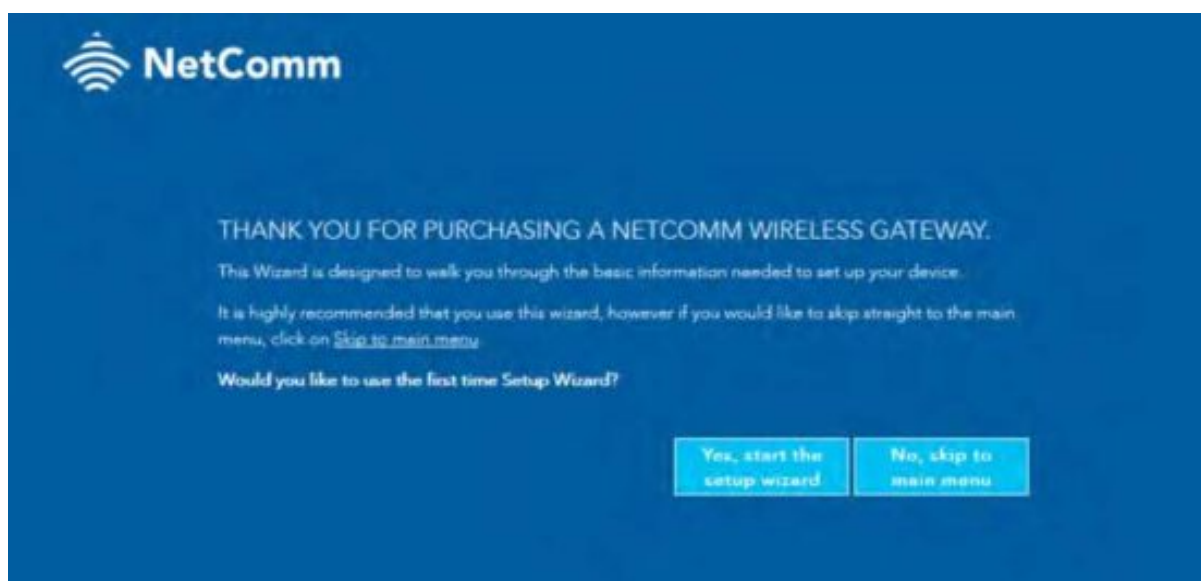 NetComm
THANK YOU FOR PURCHASING A NETCOMM WIRELESS GATEWAY.
This Wizard is designed to walk you through the basic information needed to set up your device.
It is highly recommended that you use this wizard, however if you would like to skip straight to the main
menu, click on Skip to main menu
Would you like to use the first time Setup Wizard?
Yes, start the
setup wizard
No, skip to
main menu